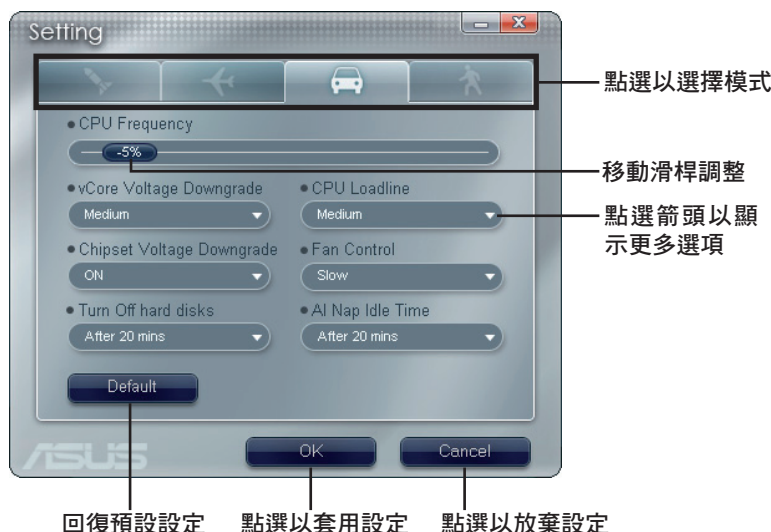 Setting
點選以選擇模式
CPU Frequency
-5%
移動滑桿調整
vCore Voltage Downgrade
CPU Loadline
Medium
Medium
點選箭頭以顯
示更多選項
Chipset Voltage Downgrade
Fan Control
ON
Slow
Turn Off hard disks
AI Nap Idle Time
After 20 mins
After 20 mins
Default
ASUS
OK
Cancel
回復預設設定
點選以套用設定
點選以放棄設定